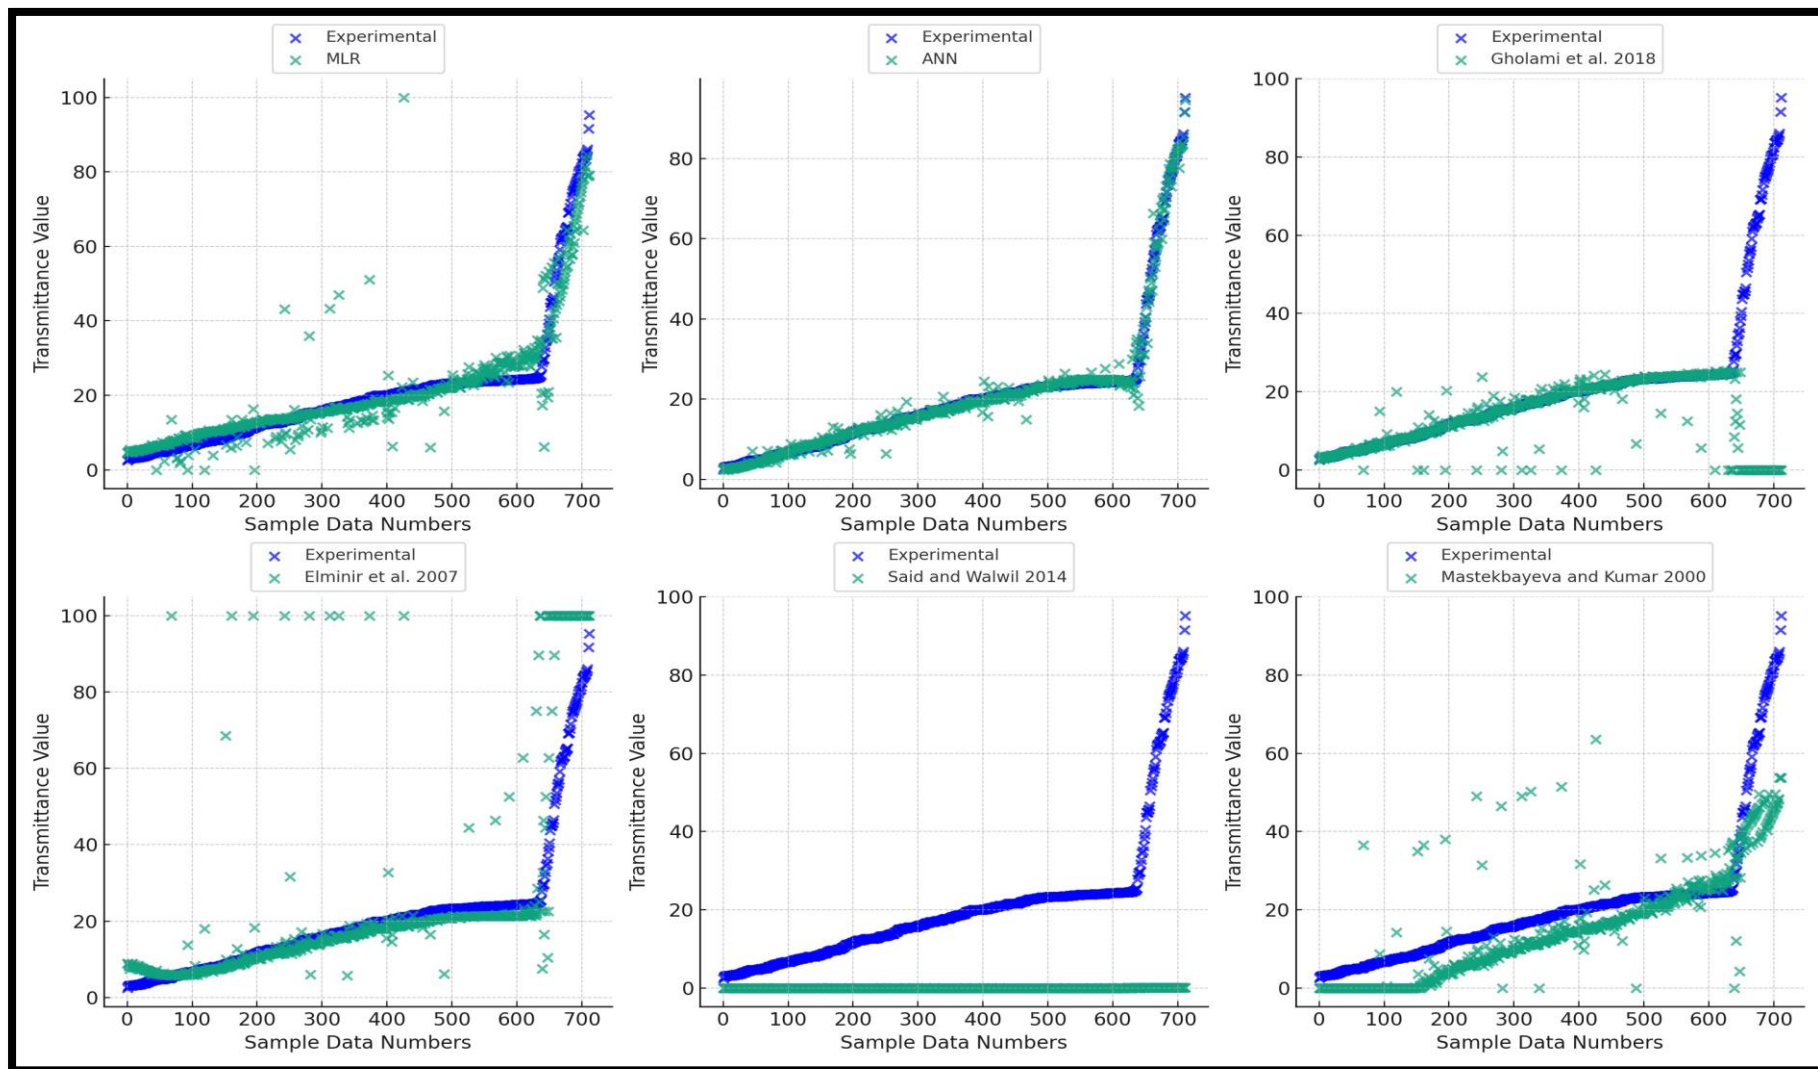 Experimental
MLR
100
80
60
40
20
0
Transmittance Value
0 100 200 300 400 500 600 700
Sample Data Numbers
Experimental
ANN
80
60
40
20
0
Transmittance Value
0 100 200 300 400 500 600 700
Sample Data Numbers
Experimental
Gholami et al. 2018
100
80
60
40
20
0
Transmittance Value
0 100 200 300 400 500 600 700
Sample Data Numbers
Experimental
Elminir et al. 2007
100
80
60
40
20
0
Transmittance Value
0 100 200 300 400 500 600 700
Sample Data Numbers
Experimental
Said and Walwil 2014
100
80
60
40
20
0
Transmittance Value
0 100 200 300 400 500 600 700
Sample Data Numbers
Experimental
Mastekbayeva and Kumar 2000
100
80
60
40
20
0
Transmittance Value
0 100 200 300 400 500 600 700
Sample Data Numbers